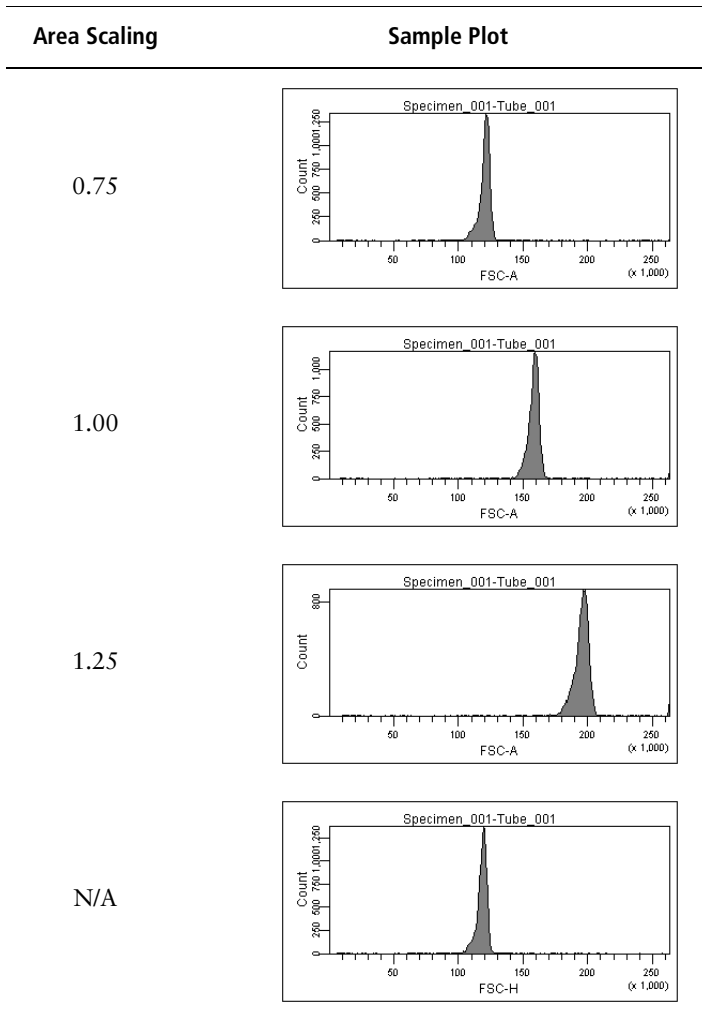 Area Scaling Sample Plot
0.75
Specimen_001-Tube_001
Count
0 250 500 750 1,000 1,250
50 100 150 200 250
FSC-A (x 1,000)
1.00
Specimen_001-Tube_001
Count
0 250 500 750 1,000
50 100 150 200 250
FSC-A (x 1,000)
1.25
Specimen_001-Tube_001
Count
0 800
50 100 150 200 250
FSC-A (x 1,000)
N/A
Specimen_001-Tube_001
Count
0 250 500 750 1,000 1,250
50 100 150 200 250
FSC-H (x 1,000)